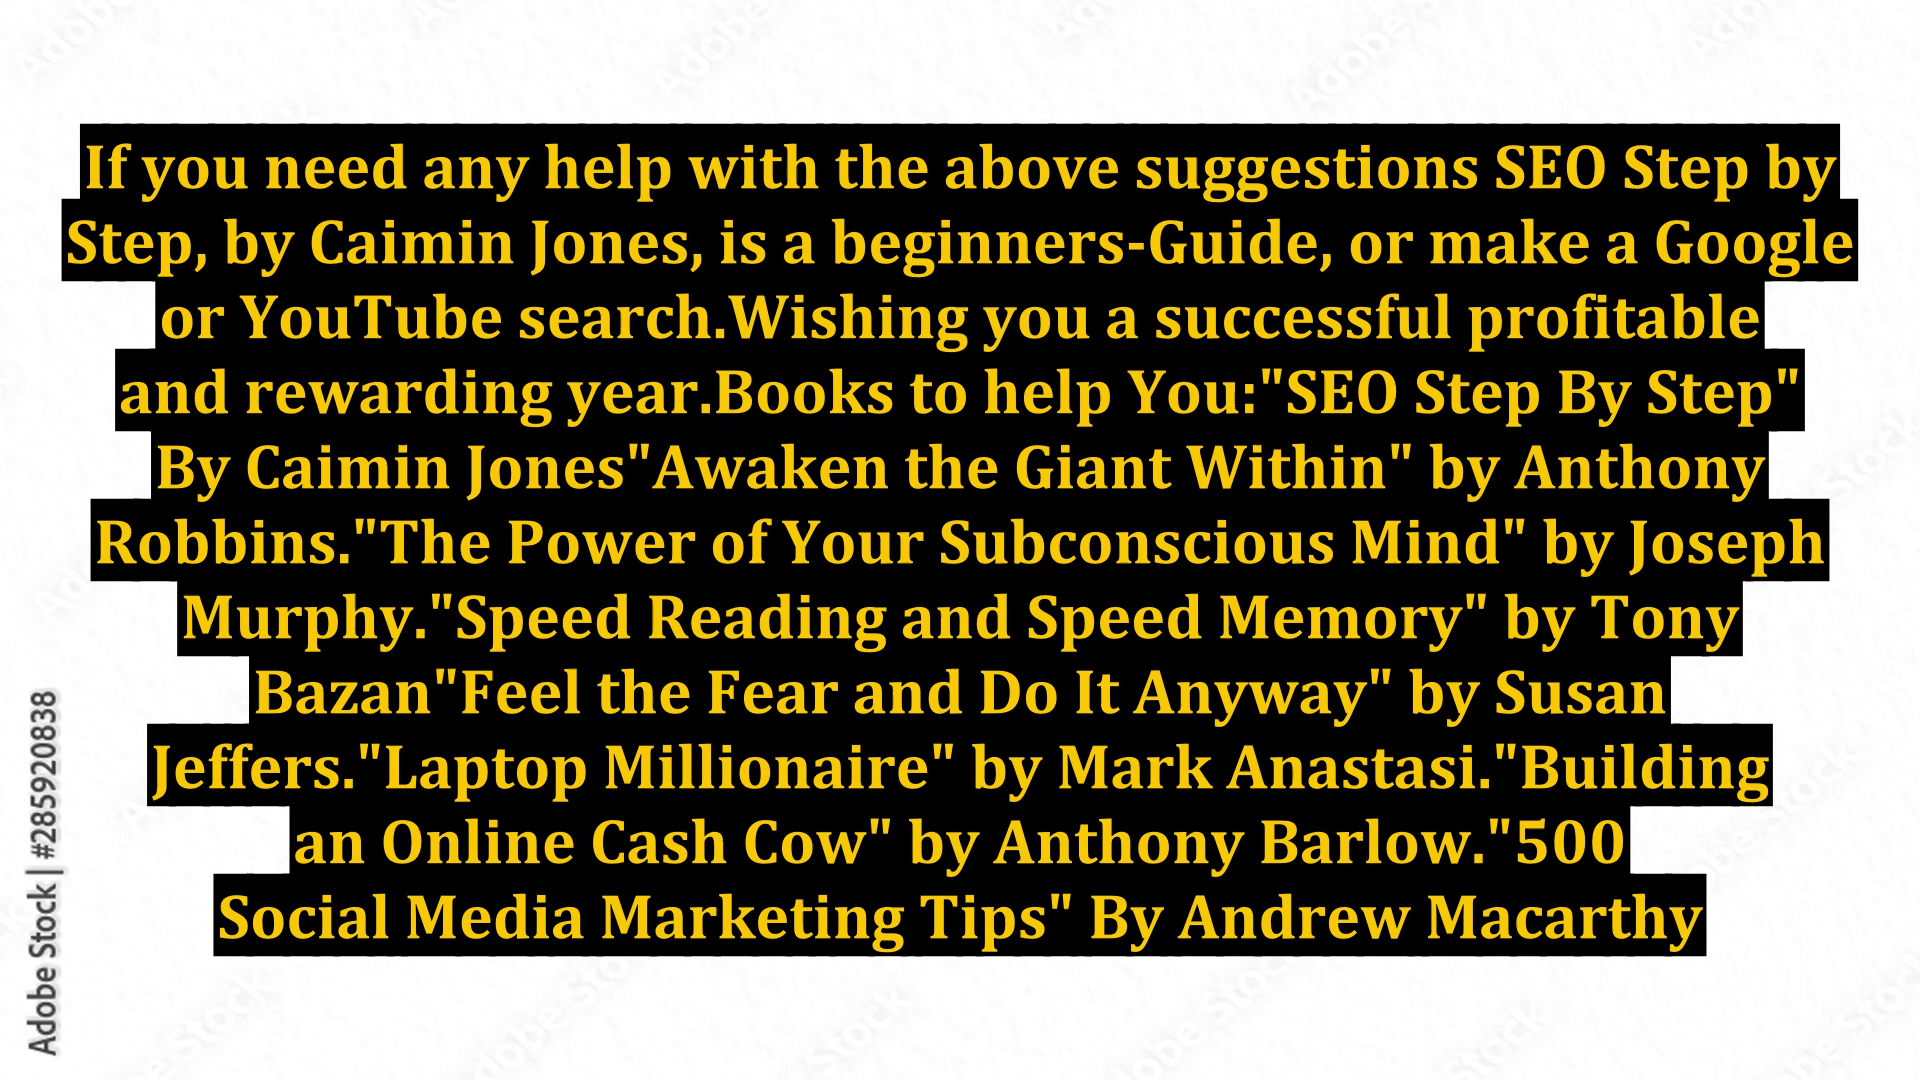 If you need any help with the above suggestions SEO Step by
Step, by Caimin Jones, is a beginners-Guide, or make a Google
or YouTube search.Wishing you a successful profitable
and rewarding year.Books to help You:"SEO Step By Step"
By Caimin Jones"Awaken the Giant Within" by Anthony
Robbins."The Power of Your Subconscious Mind" by Joseph
Murphy."Speed Reading and Speed Memory" by Tony
Bazan"Feel the Fear and Do It Anyway" by Susan
Jeffers."Laptop Millionaire" by Mark Anastasi."Building
an Online Cash Cow" by Anthony Barlow."500
Social Media Marketing Tips" By Andrew Macarthy
Adobe Stock | #285920838